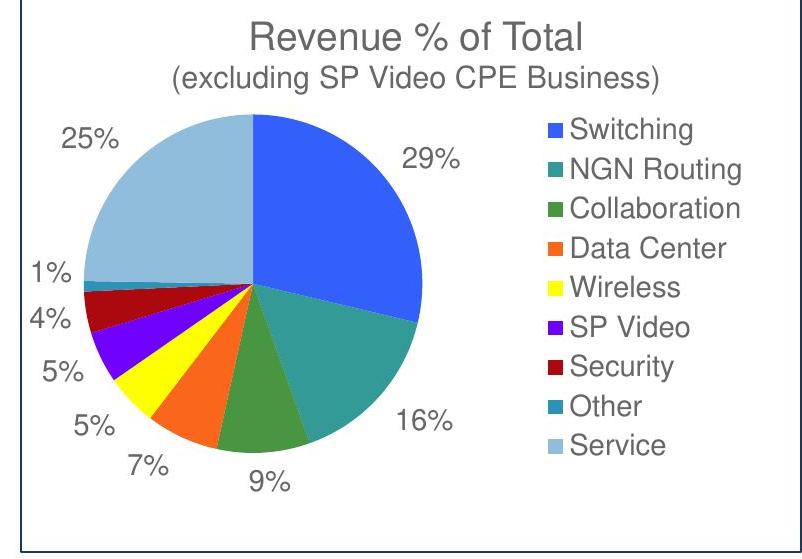 Revenue % of Total
(excluding SP Video CPE Business)
25%
29%
1%
4%
5%
5%
7%
9%
16%
Switching
NGN Routing
Collaboration
Data Center
Wireless
SP Video
Security
Other
Service